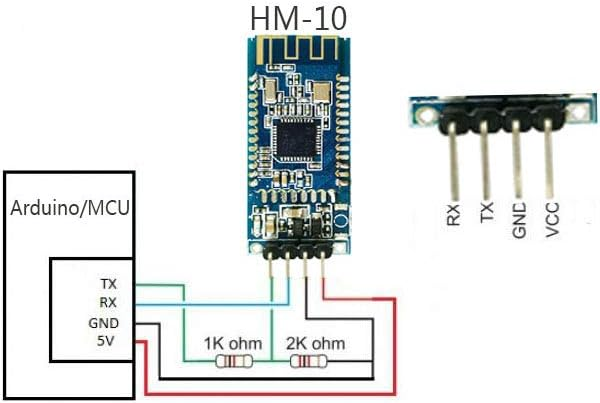 HM-10
Arduino/MCU
TX
RX
GND
5V
1K ohm
2K ohm
RX
TX
GND
VCC